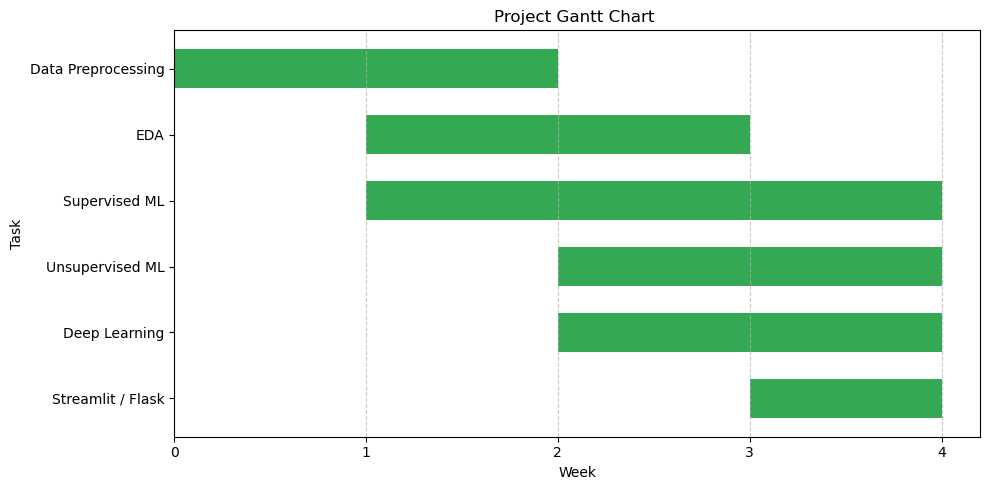 Project Gantt Chart
Data Preprocessing
EDA
Supervised ML
Unsupervised ML
Deep Learning
Streamlit / Flask
Task
0 1 2 3 4
Week